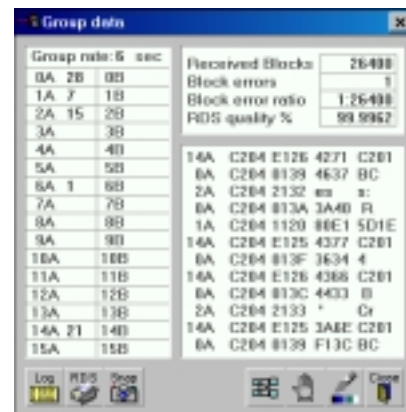 Group data
Group rate: 6 sec
0A 28 0B
1A 7 1B
2A 15 2B
3A 3B
4A 4B
5A 5B
6A 1 6B
7A 7B
8A 8B
9A 9B
10A 10B
11A 11B
12A 12B
13A 13B
14A 21 14B
15A 15B
Received Blocks 26400
Block errors 1
Block error ratio 1:26400
RDS quality % 99.9962
14A C204 E126 4271 C201
0A C204 0139 4637 BC
2A C204 2132 es s:
0A C204 013A 3A40 R
1A C204 1120 00E1 5D1E
14A C204 E125 4377 C201
0A C204 013F 3634 4
14A C204 E126 4366 C201
0A C204 013C 4433 D
2A C204 2133 Cr
14A C204 E125 3A6E C201
0A C204 0139 F13C BC
Log RDS Snap Close